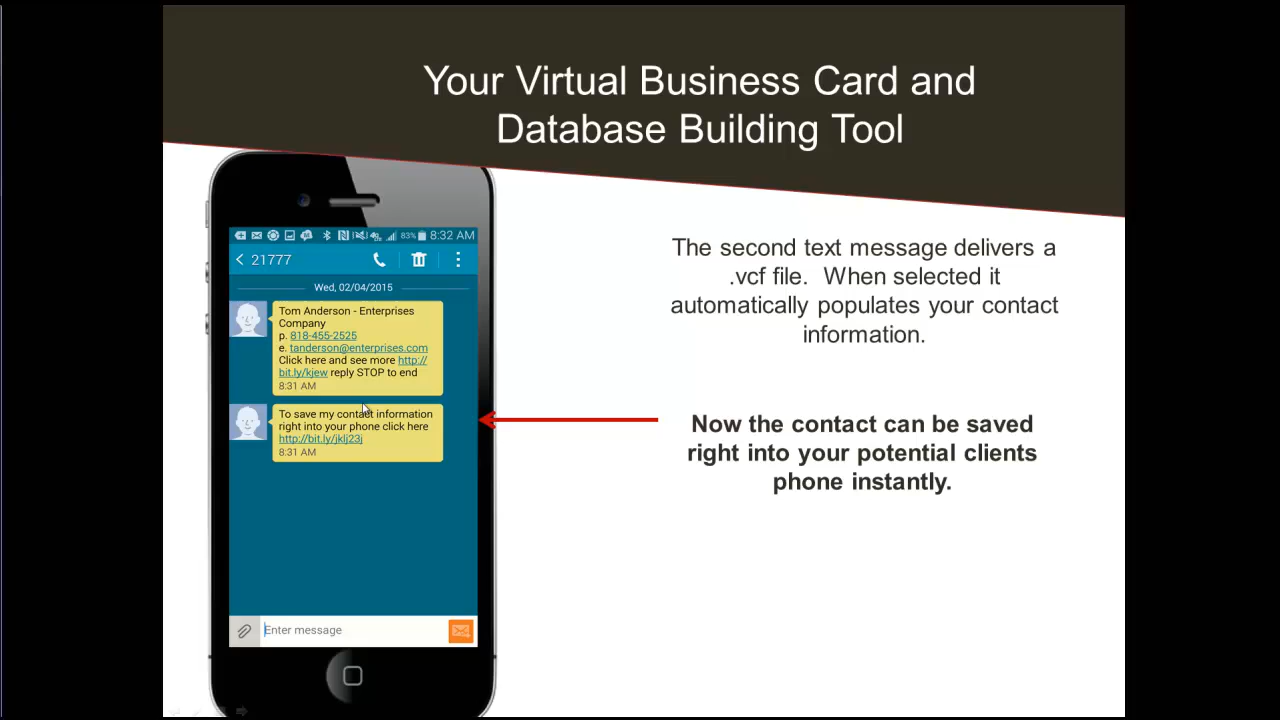 Your Virtual Business Card and
Database Building Tool
83% 8:32 AM
21777
Wed, 02/04/2015
Tom Anderson - Enterprises
Company
p. 818-455-2525
e. tanderson@enterprises.com
Click here and see more http://
bit.ly/kjew reply STOP to end
8:31 AM
To save my contact information
right into your phone click here
http://bit.ly/jklj23j
8:31 AM
Enter message
The second text message delivers a
.vcf file. When selected it
automatically populates your contact
information.
Now the contact can be saved
right into your potential clients
phone instantly.